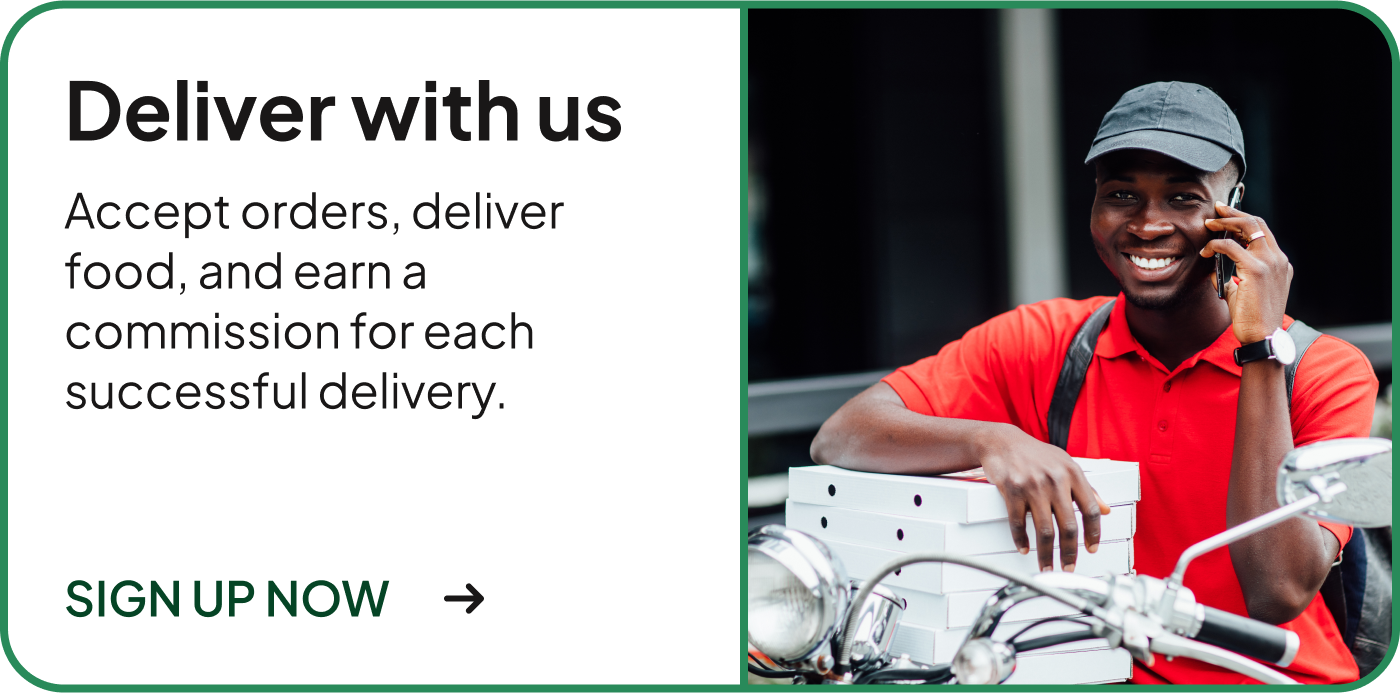 Deliver with us
Accept orders, deliver
food, and earn a
commission for each
successful delivery.
SIGN UP NOW